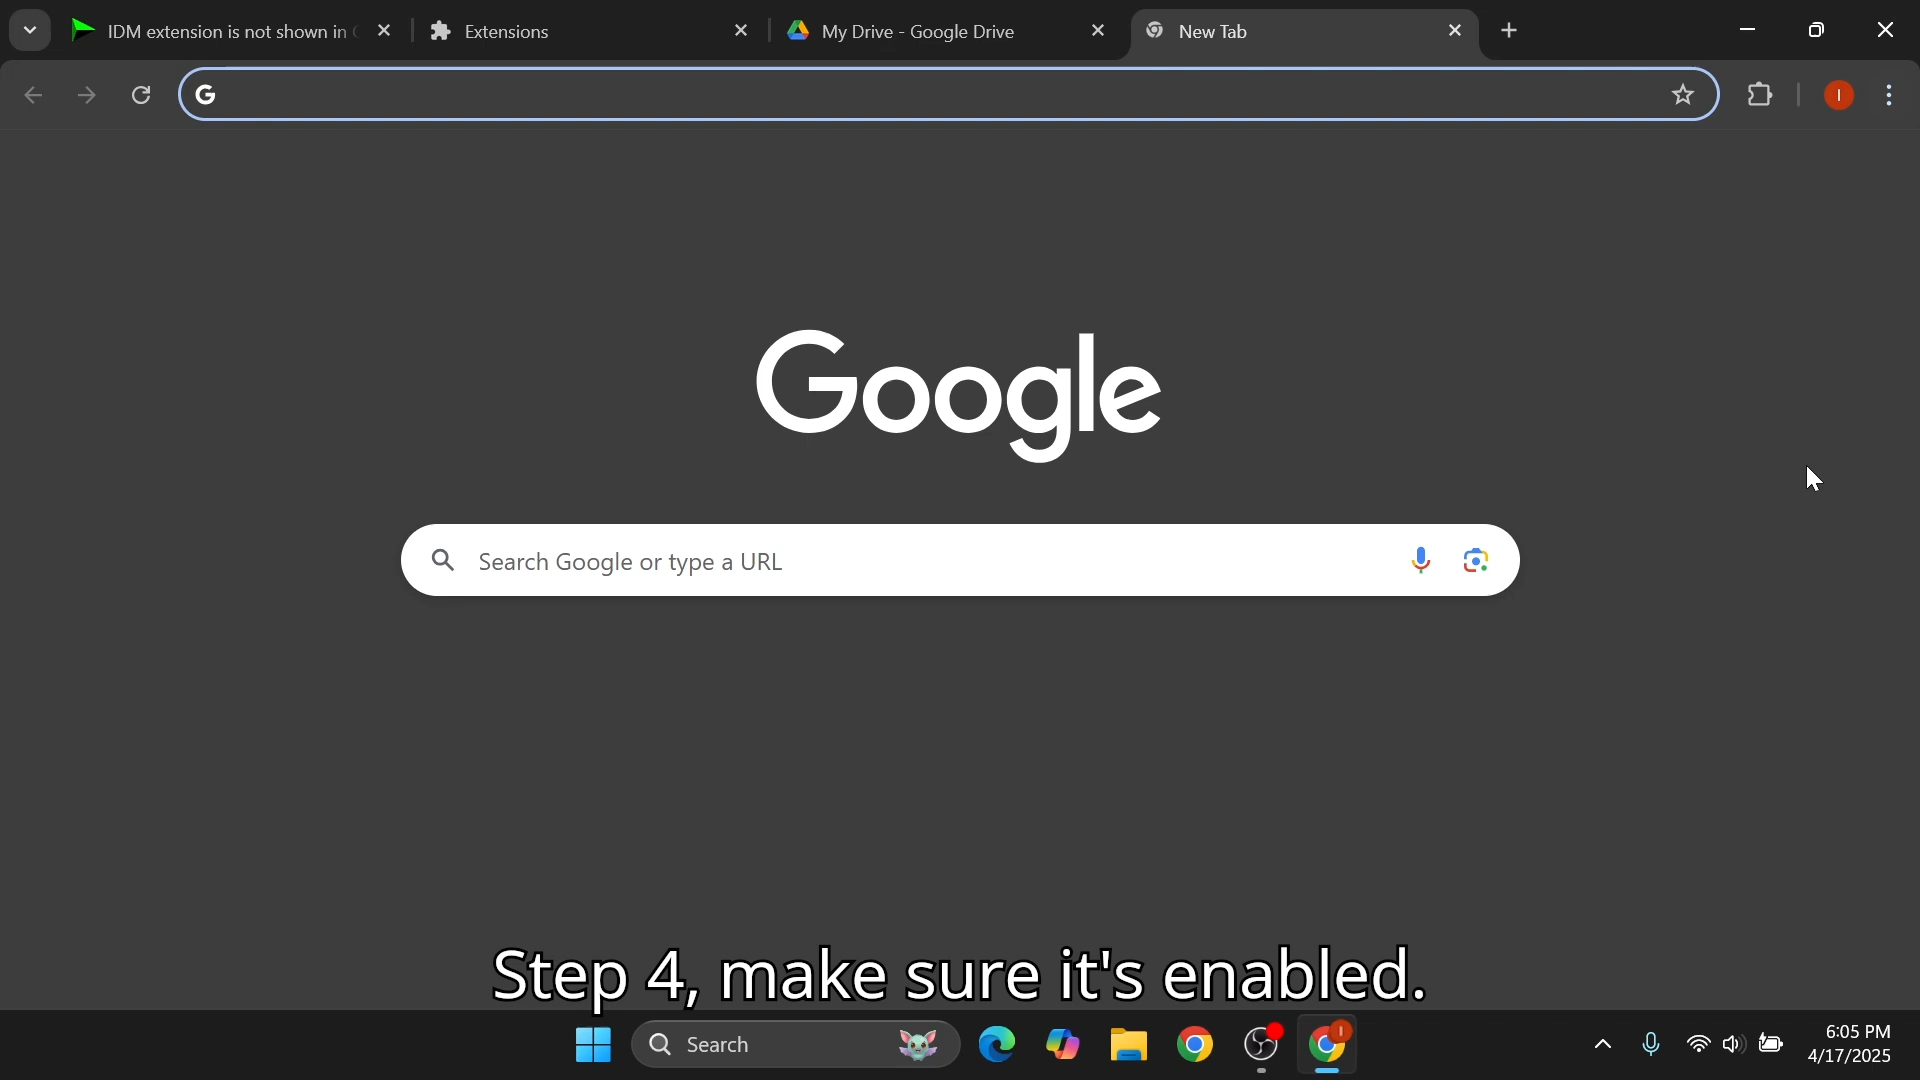 IDM extension is not shown in
Extensions
My Drive - Google Drive
New Tab
I
Google
Search Google or type a URL
Step 4, make sure it's enabled.
Search
6:05 PM
4/17/2025